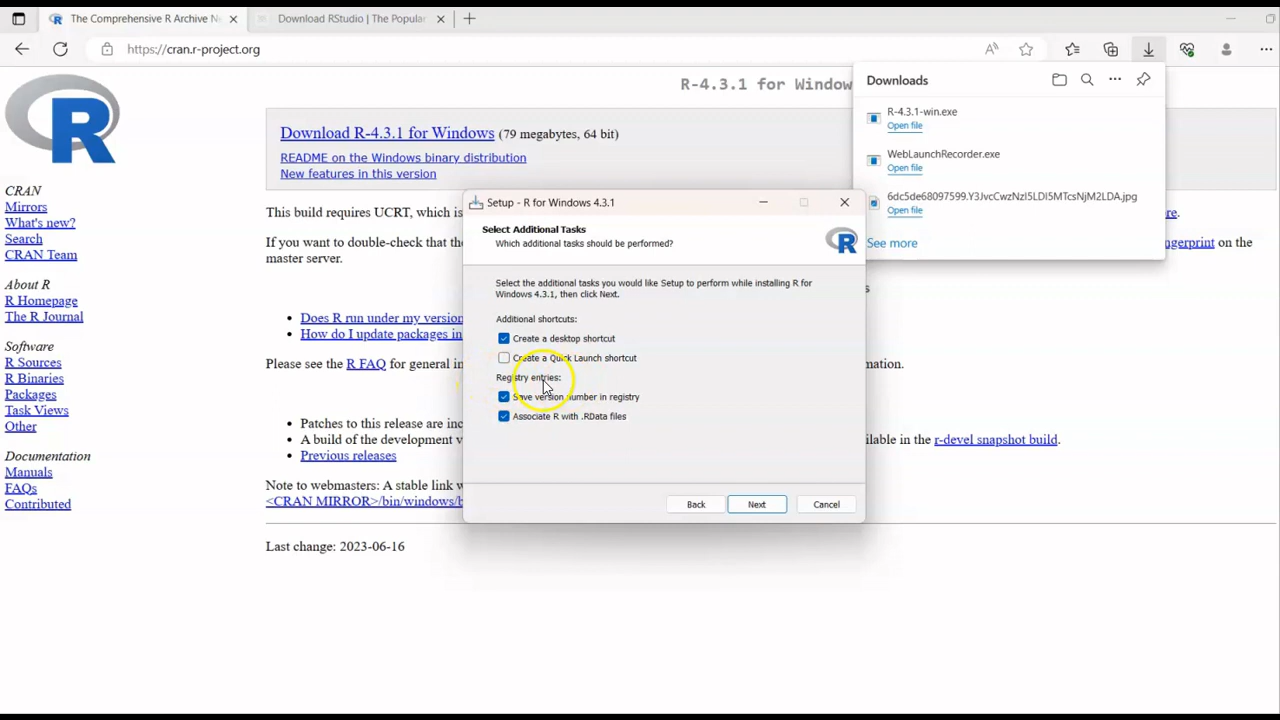 The Comprehensive R Archive Ne
Download RStudio | The Popular
https://cran.r-project.org
R
CRAN
Mirrors
What's new?
Search
CRAN Team
About R
R Homepage
The R Journal
Software
R Sources
R Binaries
Packages
Task Views
Other
Documentation
Manuals
FAQs
Contributed
R-4.3.1 for Window
Download R-4.3.1 for Windows (79 megabytes, 64 bit)
README on the Windows binary distribution
New features in this version
This build requires UCRT, which is
If you want to double-check that the
fingerprint on the
master server.
Does R run under my version
How do I update packages in
Please see the R FAQ for general in
Patches to this release are inc
A build of the development v
ilable in the r-devel snapshot build.
Previous releases
Note to webmasters: A stable link w
<CRAN MIRROR>/bin/windows/b
Last change: 2023-06-16
Downloads
R-4.3.1-win.exe
Open file
WebLaunchRecorder.exe
Open file
6dc5de68097599.Y3JvcCwzNzI5LDI5MTcsNjM2LDA.jpg
Open file
See more
Setup - R for Windows 4.3.1
Select Additional Tasks
Which additional tasks should be performed?
R
Select the additional tasks you would like Setup to perform while installing R for
Windows 4.3.1, then click Next.
Additional shortcuts:
Create a desktop shortcut
Create a Quick Launch shortcut
Registry entries:
Save version number in registry
Associate R with .RData files
Back
Next
Cancel